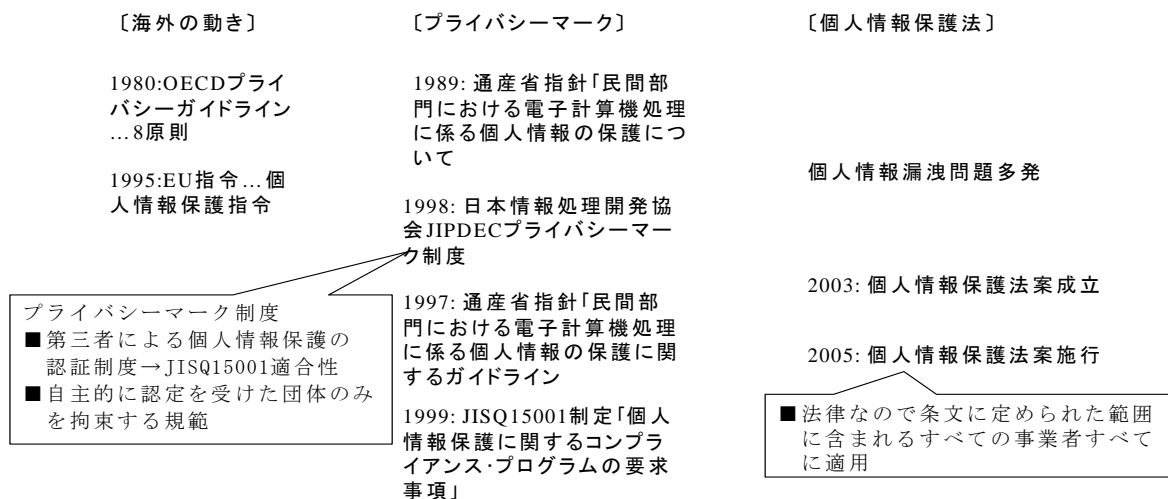 〔海外の動き〕
1980:OECDプライ
バシーガイドライン
…8原則
1995:EU指令…個
人情報保護指令
プライバシーマーク制度
■第三者による個人情報保護の
認証制度→JISQ15001適合性
■自主的に認定を受けた団体のみ
を拘束する規範
〔プライバシーマーク〕
1989: 通産省指針「民間部
門における電子計算機処理
に係る個人情報の保護につ
いて
1998: 日本情報処理開発協
会JIPDECプライバシーマー
ク制度
1997: 通産省指針「民間部
門における電子計算機処理
に係る個人情報の保護に関
するガイドライン
1999: JISQ15001制定「個人
情報保護に関するコンプラ
イアンス・プログラムの要求
事項」
〔個人情報保護法〕
個人情報漏洩問題多発
2003: 個人情報保護法案成立
2005: 個人情報保護法案施行
■法律なので条文に定められた範囲
に含まれるすべての事業者すべて
に適用